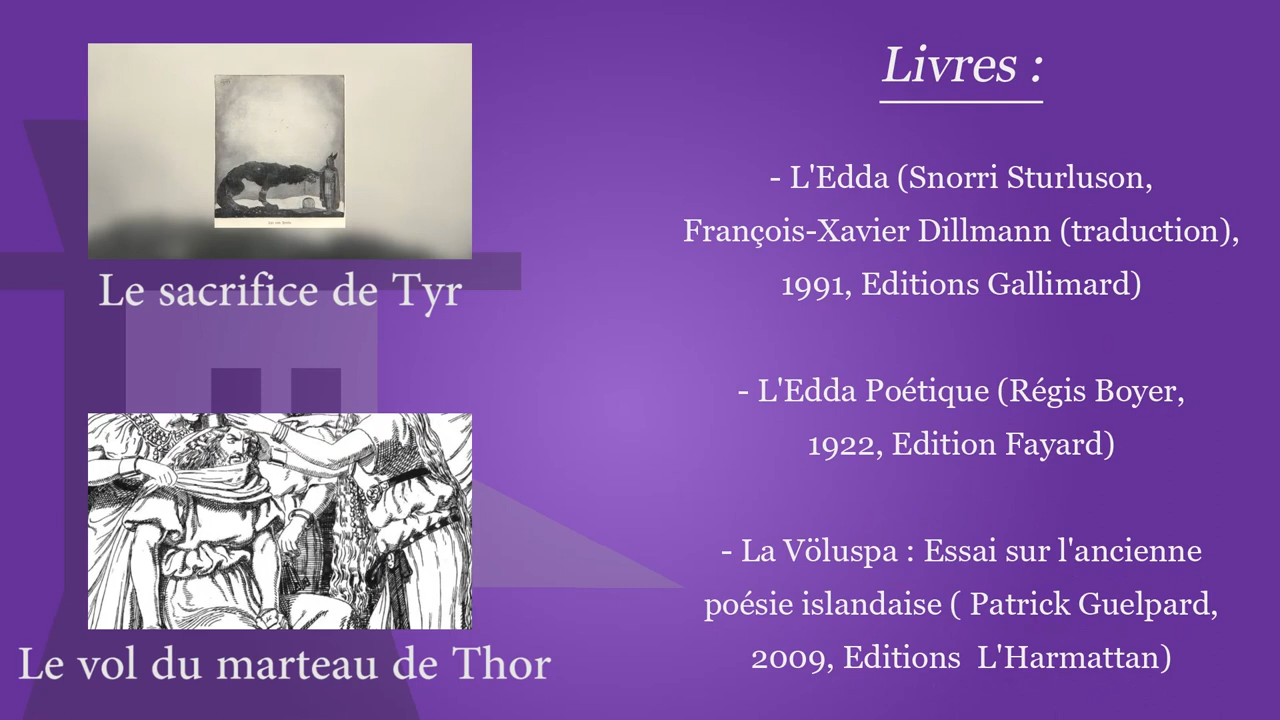 Le sacrifice de Tyr
Le vol du marteau de Thor
Livres :
- L'Edda (Snorri Sturluson,
François-Xavier Dillmann (traduction),
1991, Editions Gallimard)
- L'Edda Poétique (Régis Boyer,
1922, Edition Fayard)
- La Völuspa : Essai sur l'ancienne
poésie islandaise ( Patrick Guelpard,
2009, Editions  L'Harmattan)